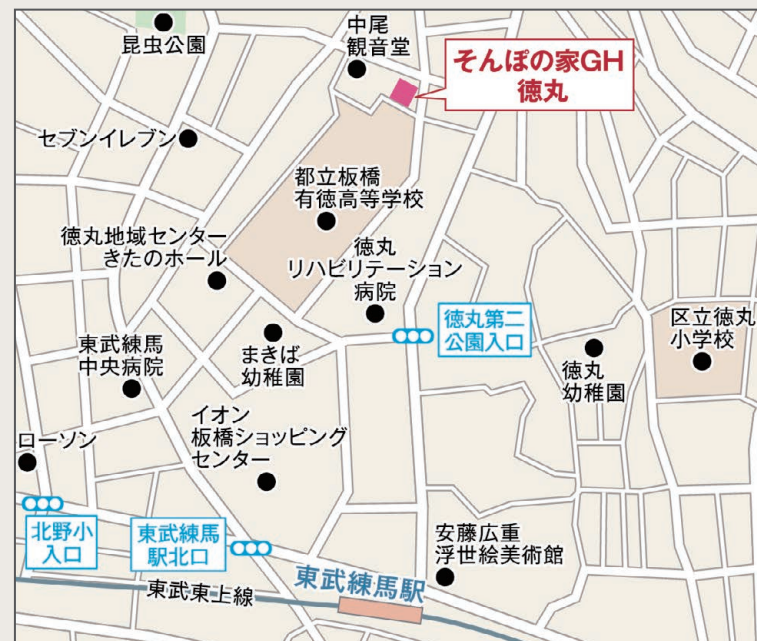 昆虫公園
中尾
観音堂
そんぽの家GH
徳丸
セブンイレブン
都立板橋
有徳高等学校
徳丸地域センター
きたのホール
徳丸
リハビリテーション
病院
徳丸第二
公園入口
区立徳丸
小学校
東武練馬
中央病院
まきば
幼稚園
徳丸
幼稚園
イオン
板橋ショッピング
センター
ローソン
北野小
入口
東武練馬
駅北口
安藤広重
浮世絵美術館
東武東上線
東武練馬駅